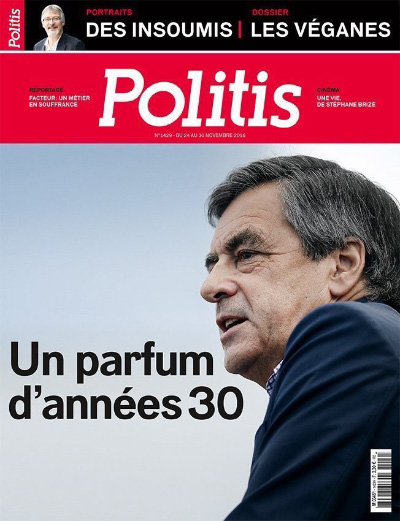 Politis
PORTRAITS
DES INSOUMIS
DOSSIER
LES VÉGANES
REPORTAGE
FACTEUR: UN MÉTIER
EN SOUFFRANCE
Politis
CINÉMA
UNE VIE,
DE STÉPHANE BRIZÉ
N°1429 - DU 24 AU 30 NOVEMBRE 2016
Un parfum
d'années 30